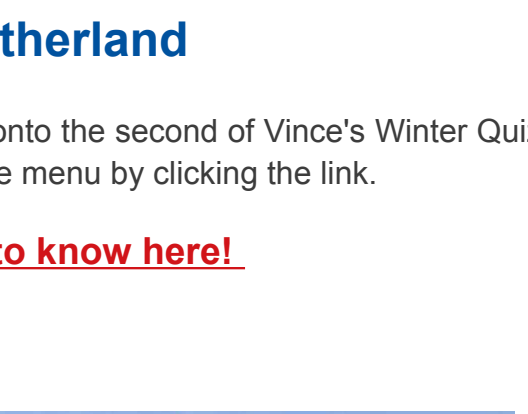 therland
onto the second of Vince's Winter Qui
e menu by clicking the link.
to know here!